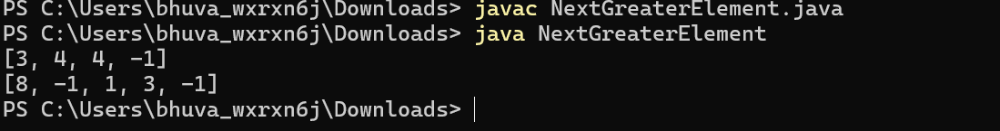 PS C:\Users\bhuva_wxrxn6j\Downloads> javac NextGreaterElement.java
PS C:\Users\bhuva_wxrxn6j\Downloads> java NextGreaterElement
[3, 4, 4, -1]
[8, -1, 1, 3, -1]
PS C:\Users\bhuva_wxrxn6j\Downloads>